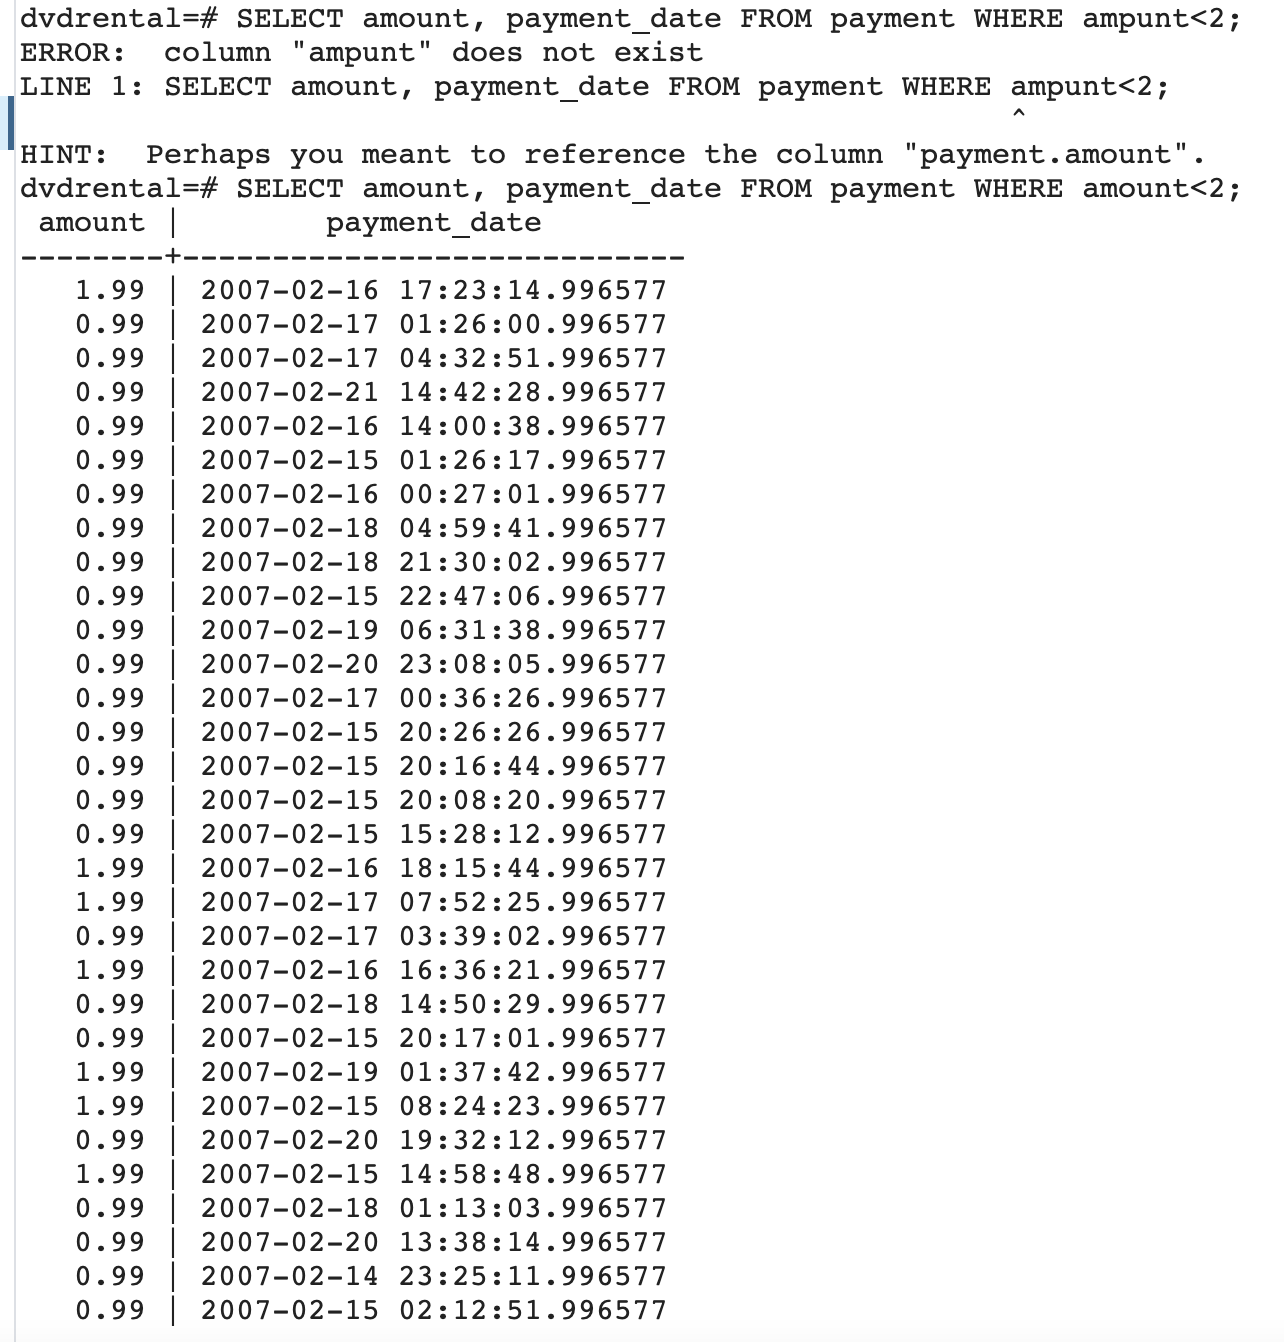 dvdrental=# SELECT amount, payment_date FROM payment WHERE ampunt<2;
ERROR:  column "ampunt" does not exist
LINE 1: SELECT amount, payment_date FROM payment WHERE ampunt<2;
^
HINT:  Perhaps you meant to reference the column "payment.amount".
dvdrental=# SELECT amount, payment_date FROM payment WHERE amount<2;
 amount |        payment_date
--------+----------------------------
   1.99 | 2007-02-16 17:23:14.996577
   0.99 | 2007-02-17 01:26:00.996577
   0.99 | 2007-02-17 04:32:51.996577
   0.99 | 2007-02-21 14:42:28.996577
   0.99 | 2007-02-16 14:00:38.996577
   0.99 | 2007-02-15 01:26:17.996577
   0.99 | 2007-02-16 00:27:01.996577
   0.99 | 2007-02-18 04:59:41.996577
   0.99 | 2007-02-18 21:30:02.996577
   0.99 | 2007-02-15 22:47:06.996577
   0.99 | 2007-02-19 06:31:38.996577
   0.99 | 2007-02-20 23:08:05.996577
   0.99 | 2007-02-17 00:36:26.996577
   0.99 | 2007-02-15 20:26:26.996577
   0.99 | 2007-02-15 20:16:44.996577
   0.99 | 2007-02-15 20:08:20.996577
   0.99 | 2007-02-15 15:28:12.996577
   1.99 | 2007-02-16 18:15:44.996577
   1.99 | 2007-02-17 07:52:25.996577
   0.99 | 2007-02-17 03:39:02.996577
   1.99 | 2007-02-16 16:36:21.996577
   0.99 | 2007-02-18 14:50:29.996577
   0.99 | 2007-02-15 20:17:01.996577
   1.99 | 2007-02-19 01:37:42.996577
   1.99 | 2007-02-15 08:24:23.996577
   0.99 | 2007-02-20 19:32:12.996577
   1.99 | 2007-02-15 14:58:48.996577
   0.99 | 2007-02-18 01:13:03.996577
   0.99 | 2007-02-20 13:38:14.996577
   0.99 | 2007-02-14 23:25:11.996577
   0.99 | 2007-02-15 02:12:51.996577